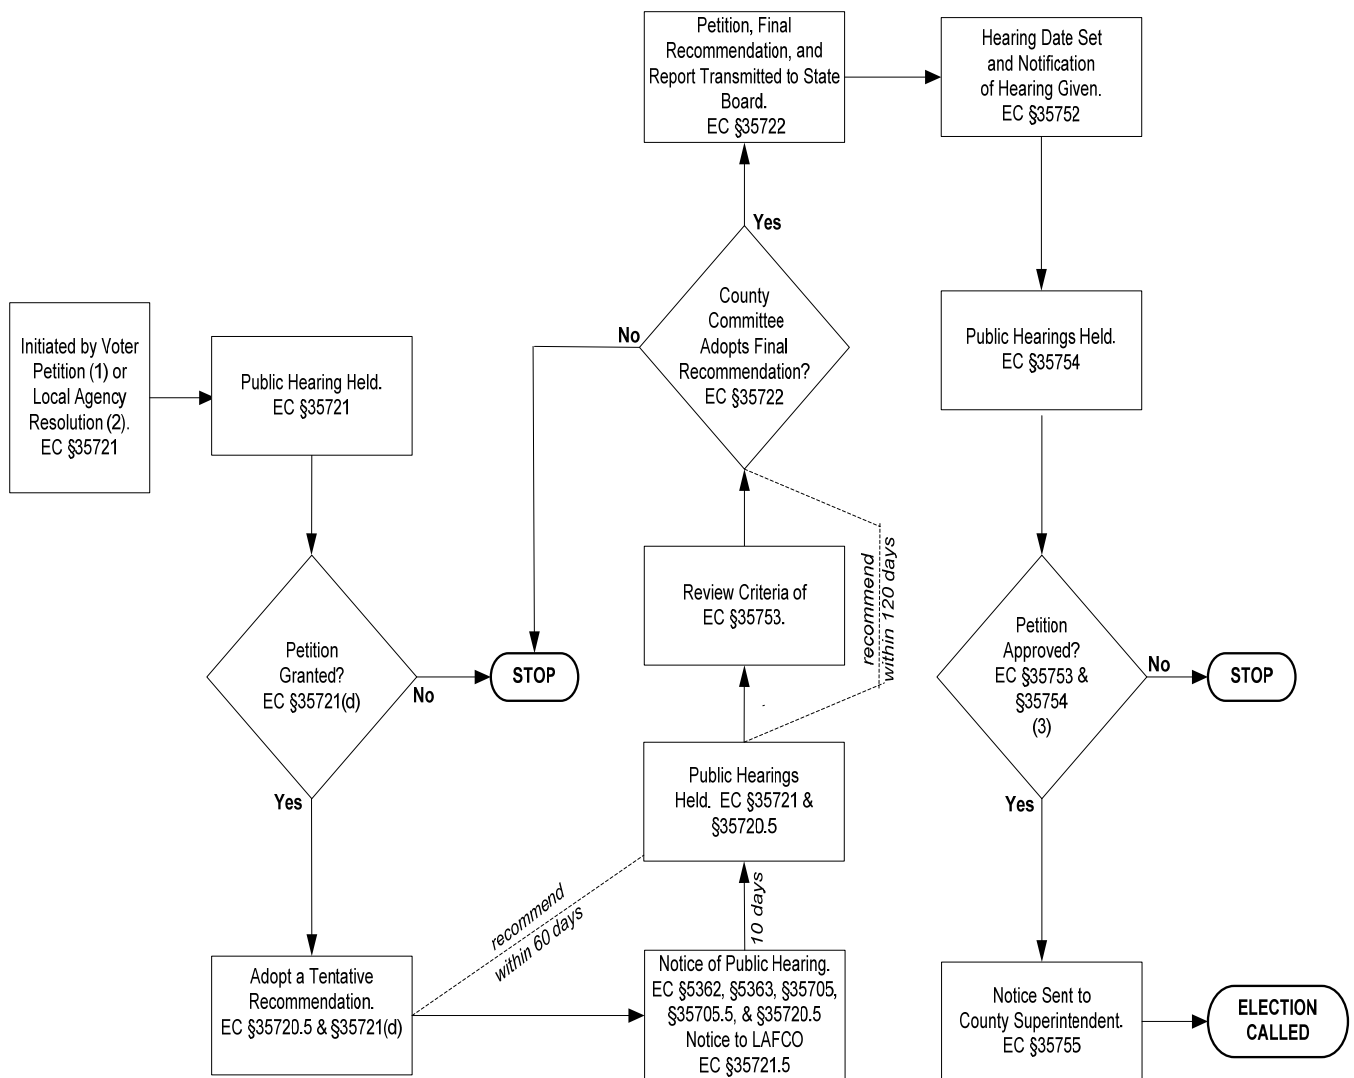 Initiated by Voter
Petition (1) or
Local Agency
Resolution (2).
EC §35721
Public Hearing Held.
EC §35721
Petition
Granted?
EC §35721(d)
No
STOP
Yes
Adopt a Tentative
Recommendation.
EC §35720.5 & §35721(d)
recommend
within 60 days
Notice of Public Hearing.
EC §5362, §5363, §35705,
§35705.5, & §35720.5
Notice to LAFCO
EC §35721.5
10 days
Public Hearings
Held. EC §35721 &
§35720.5
recommend
within 120 days
Review Criteria of
EC §35753.
County
Committee
Adopts Final
Recommendation?
EC §35722
No
Yes
Petition, Final
Recommendation, and
Report Transmitted to State
Board.
EC §35722
Hearing Date Set
and Notification
of Hearing Given.
EC §35752
Public Hearings Held.
EC §35754
Petition
Approved?
EC §35753 &
§35754
(3)
No
STOP
Yes
Notice Sent to
County Superintendent.
EC §35755
ELECTION
CALLED